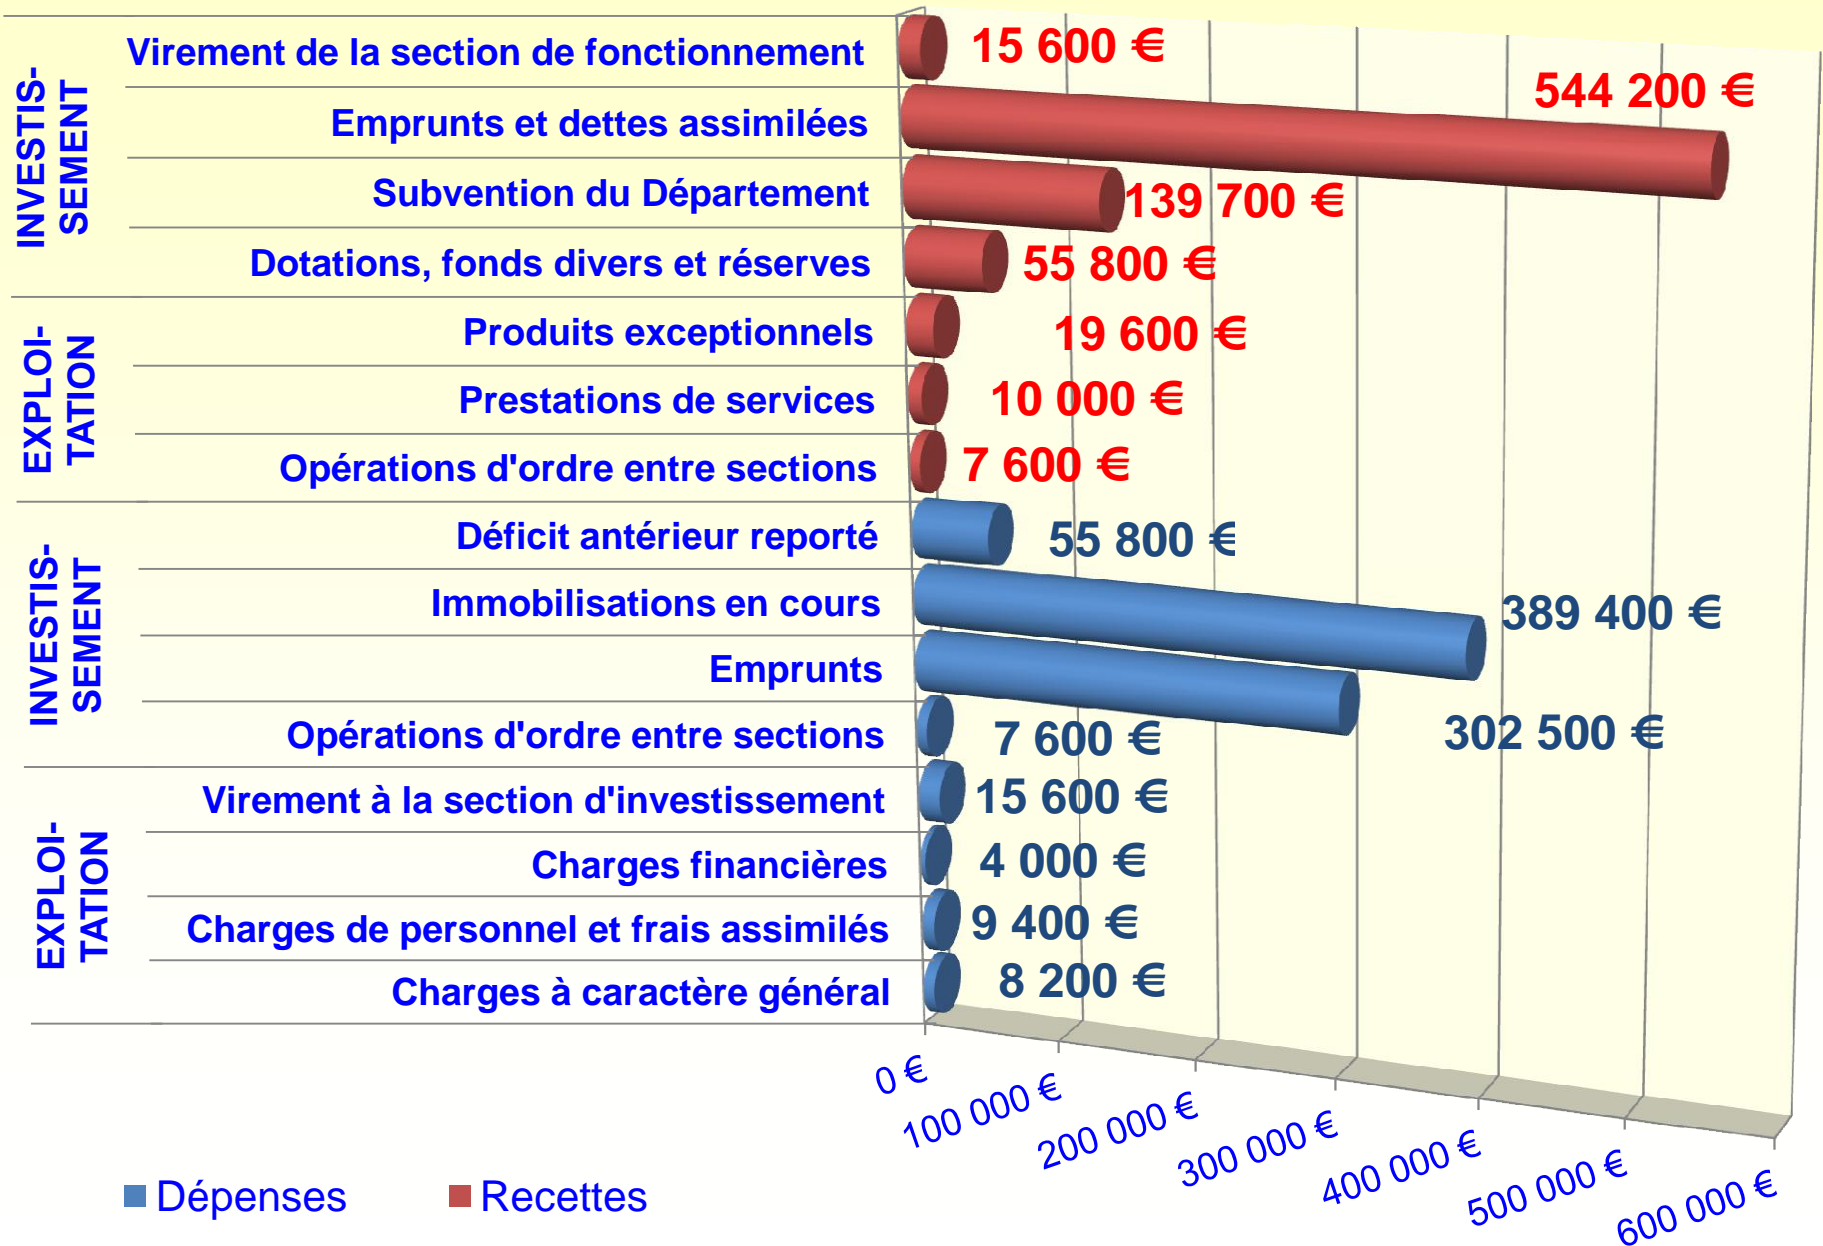 INVESTIS-
SEMENT
Virement de la section de fonctionnement 15 600 €
Emprunts et dettes assimilées 544 200 €
Subvention du Département 139 700 €
Dotations, fonds divers et réserves 55 800 €
EXPLOI-
TATION
Produits exceptionnels 19 600 €
Prestations de services 10 000 €
Opérations d'ordre entre sections 7 600 €
INVESTIS-
SEMENT
Déficit antérieur reporté 55 800 €
Immobilisations en cours 389 400 €
Emprunts 302 500 €
Opérations d'ordre entre sections 7 600 €
EXPLOI-
TATION
Virement à la section d'investissement 15 600 €
Charges financières 4 000 €
Charges de personnel et frais assimilés 9 400 €
Charges à caractère général 8 200 €
0 €
100 000 €
200 000 €
300 000 €
400 000 €
500 000 €
600 000 €
Dépenses
Recettes